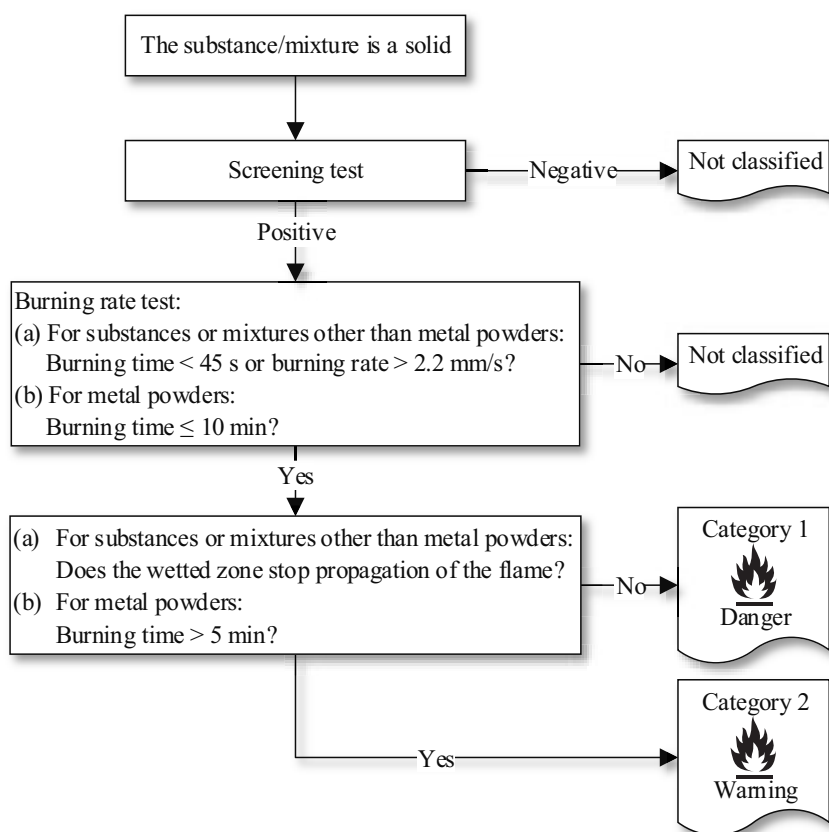 The substance/mixture is a solid
Screening test
Negative
Not classified
Positive
Burning rate test:
(a) For substances or mixtures other than metal powders:
Burning time < 45 s or burning rate > 2.2 mm/s?
(b) For metal powders:
Burning time ≤ 10 min?
No
Not classified
Yes
(a) For substances or mixtures other than metal powders:
Does the wetted zone stop propagation of the flame?
(b) For metal powders:
Burning time > 5 min?
No
Category 1
Danger
Yes
Category 2
Warning